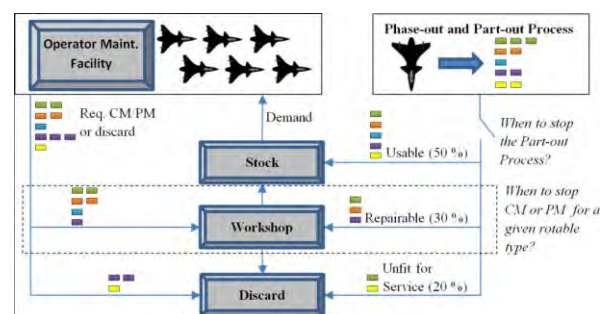 Operator Maint.
Facility
Phase-out and Part-out Process
Req. CM/PM
or discard
Demand
When to stop
the Part-out
Process?
Stock
Usable (50 %)
When to stop
CM or PM for a
given rotable
type?
Workshop
Repairable (30 %)
Unfit for
Service (20 %)
Discard